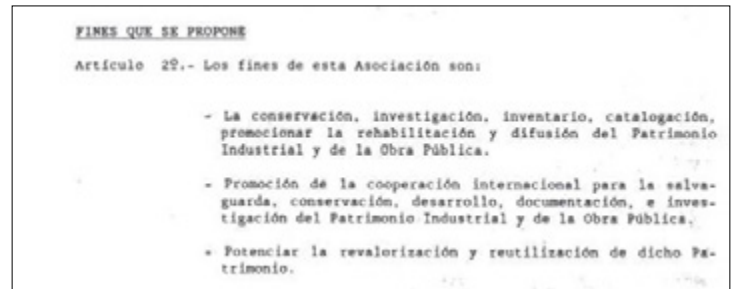 FINES QUE SE PROPONE
Artículo 2º.- Los fines de esta Asociación son:
- La conservación, investigación, inventario, catalogación,
promocionar la rehabilitación y difusión del Patrimonio
Industrial y de la Obra Pública.
- Promoción de la cooperación internacional para la salva-
guarda, conservación, desarrollo, documentación, e inves-
tigación del Patrimonio Industrial y de la Obra Pública.
- Potenciar la revalorización y reutilización de dicho Pa-
trimonio.